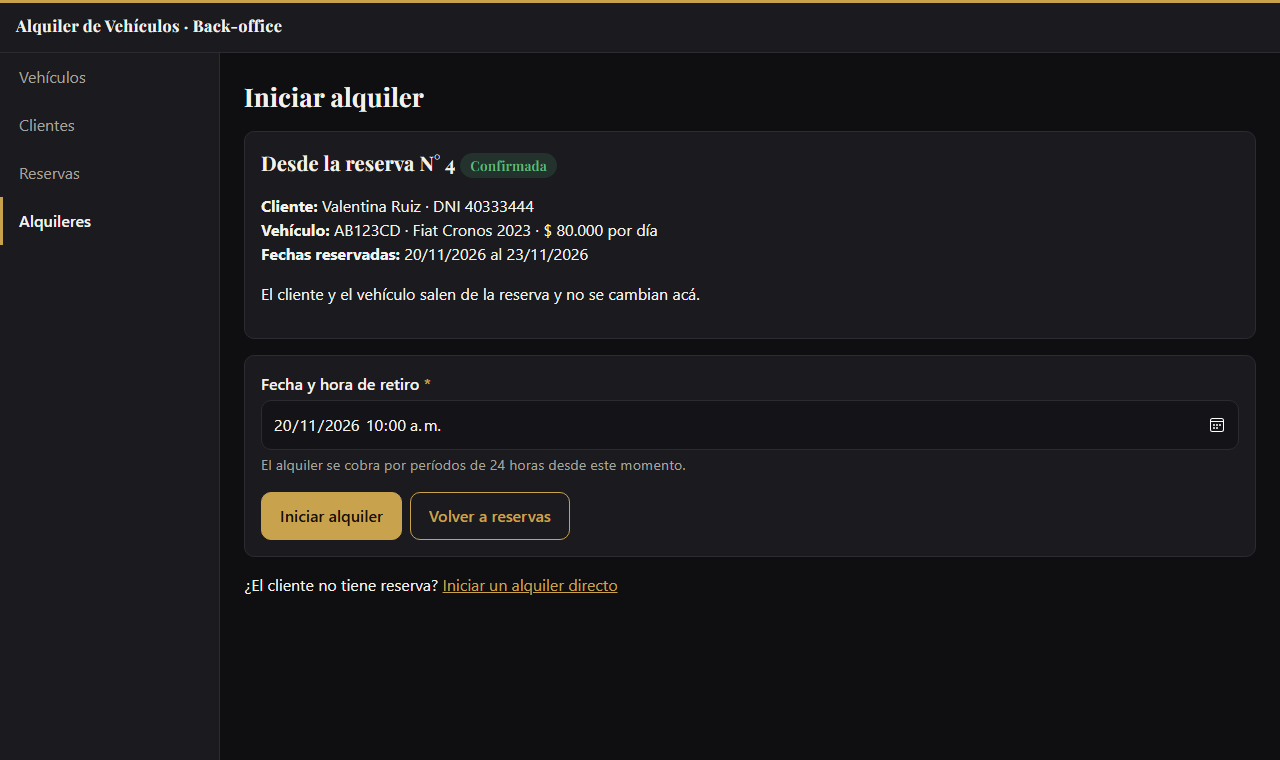 Alquiler de Vehículos · Back-office
Vehículos
Clientes
Reservas
Alquileres
Iniciar alquiler
Desde la reserva N° 4 Confirmada
Cliente: Valentina Ruiz · DNI 40333444
Vehículo: AB123CD · Fiat Cronos 2023 · $ 80.000 por día
Fechas reservadas: 20/11/2026 al 23/11/2026
El cliente y el vehículo salen de la reserva y no se cambian acá.
Fecha y hora de retiro *
20/11/2026 10:00 a.m.
El alquiler se cobra por períodos de 24 horas desde este momento.
Iniciar alquiler Volver a reservas
¿El cliente no tiene reserva? Iniciar un alquiler directo